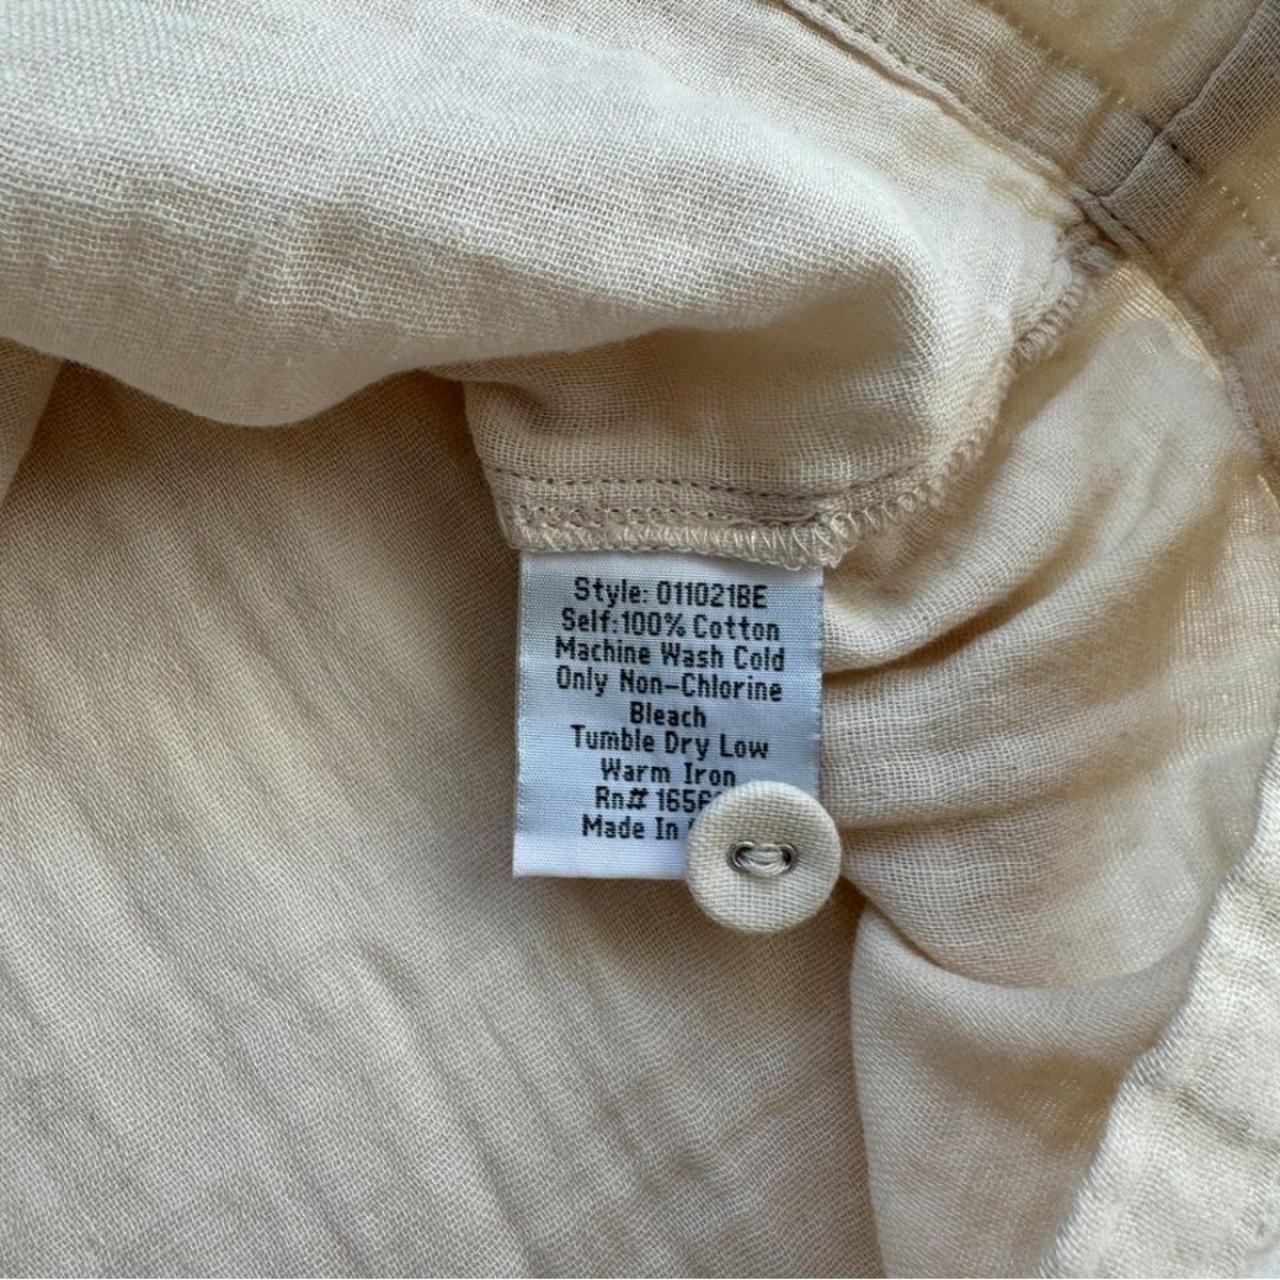 Style: 011021BE
Self:100% Cotton
Machine Wash Cold
Only Non-Chlorine
Bleach
Tumble Dry Low
Warm Iron
Rn#
Made In